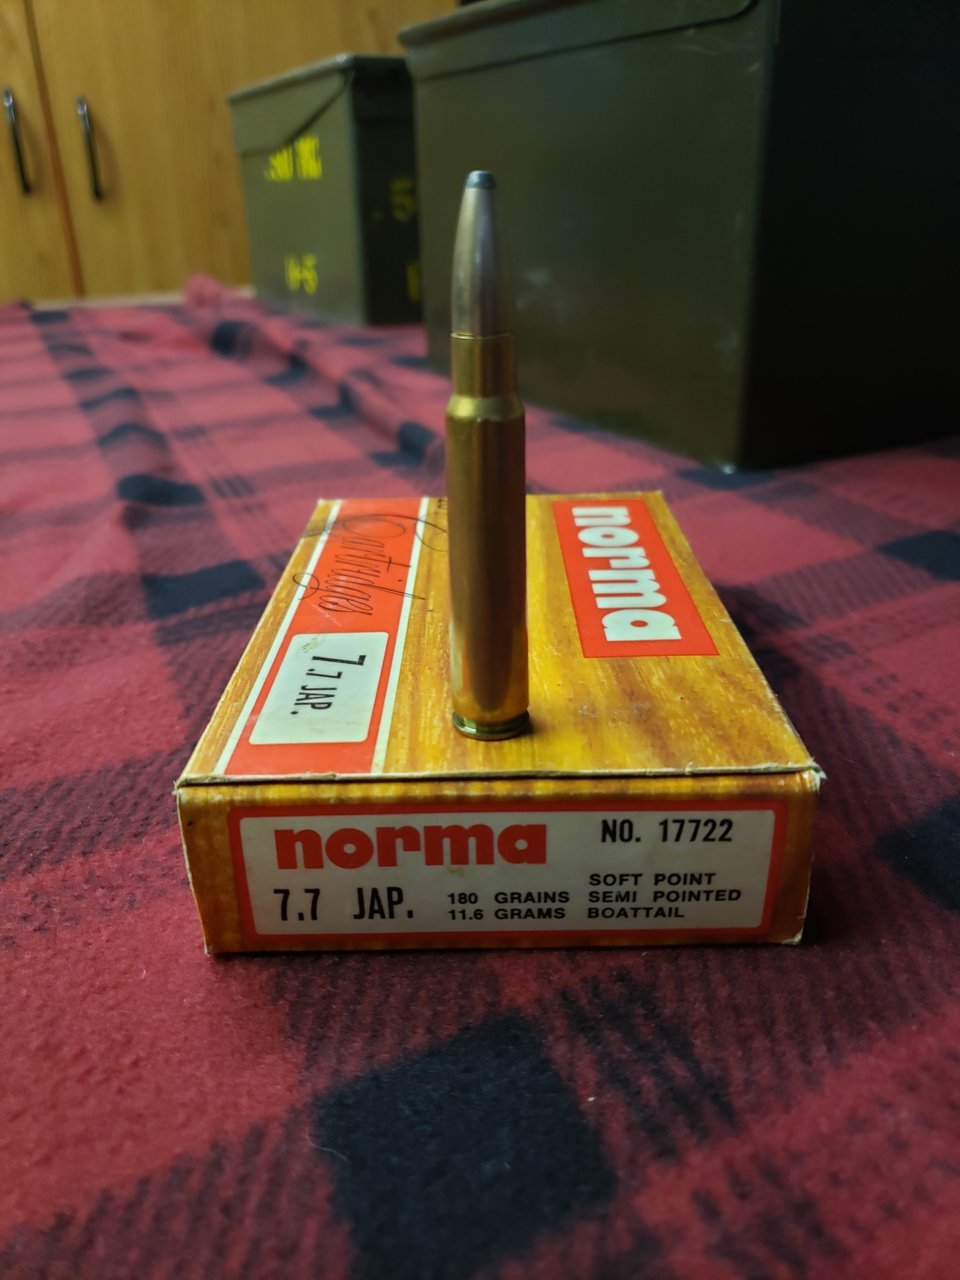 Cartridges
7.7 JAP.
norma
norma NO. 17722
SOFT POINT
7.7 JAP. 180 GRAINS SEMI POINTED
11.6 GRAMS BOATTAIL